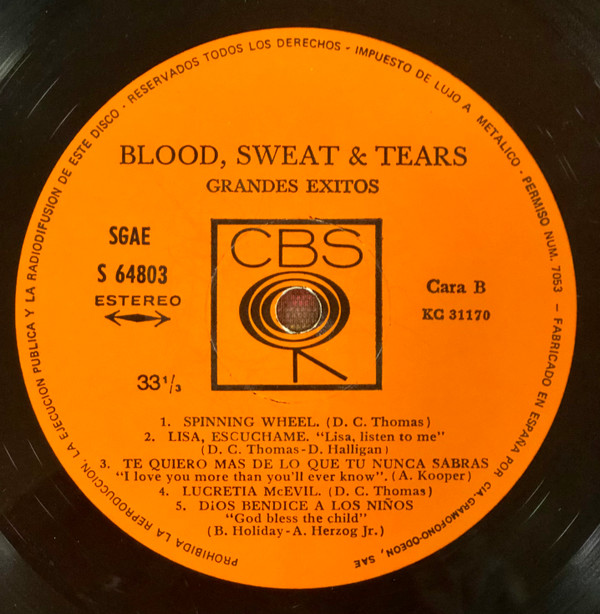 PROHIBIDA LA REPRODUCCION, LA EJECUCION PUBLICA Y LA RADIODIFUSION DE ESTE DISCO · RESERVADOS TODOS LOS DERECHOS - IMPUESTO DE LUJO A METALICO · PERMISO NUM. 7053 – FABRICADO EN ESPAÑA POR CIA-GRAMOFONO-ODEON, SAE
BLOOD, SWEAT & TEARS
GRANDES EXITOS
SGAE
S 64803
ESTEREO
33 1/3
CBS
Cara B
KC 31170
1. SPINNING WHEEL. (D. C. Thomas)
2. LISA, ESCUCHAME. “Lisa, listen to me”
(D. C. Thomas-D. Halligan)
3. TE QUIERO MAS DE LO QUE TU NUNCA SABRAS
“I love you more than you'll ever know”. (A. Kooper)
4. LUCRETIA McEVIL. (D. C. Thomas)
5. DiOS BENDICE A LOS NIÑOS
“God bless the child”
(B. Holiday-A. Herzog Jr.)